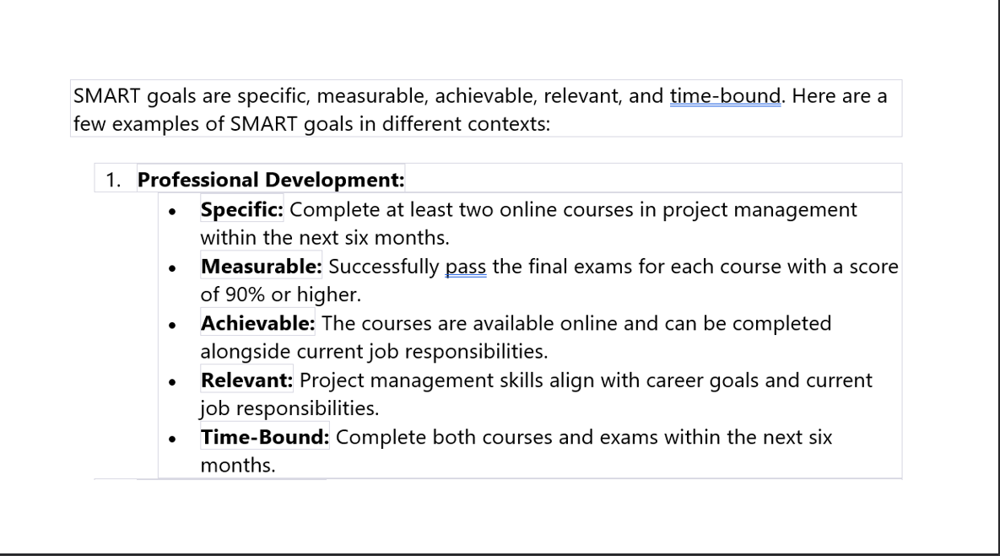 SMART goals are specific, measurable, achievable, relevant, and time-bound. Here are a
few examples of SMART goals in different contexts:
1. Professional Development:
• Specific: Complete at least two online courses in project management
within the next six months.
• Measurable: Successfully pass the final exams for each course with a score
of 90% or higher.
• Achievable: The courses are available online and can be completed
alongside current job responsibilities.
• Relevant: Project management skills align with career goals and current
job responsibilities.
• Time-Bound: Complete both courses and exams within the next six
months.